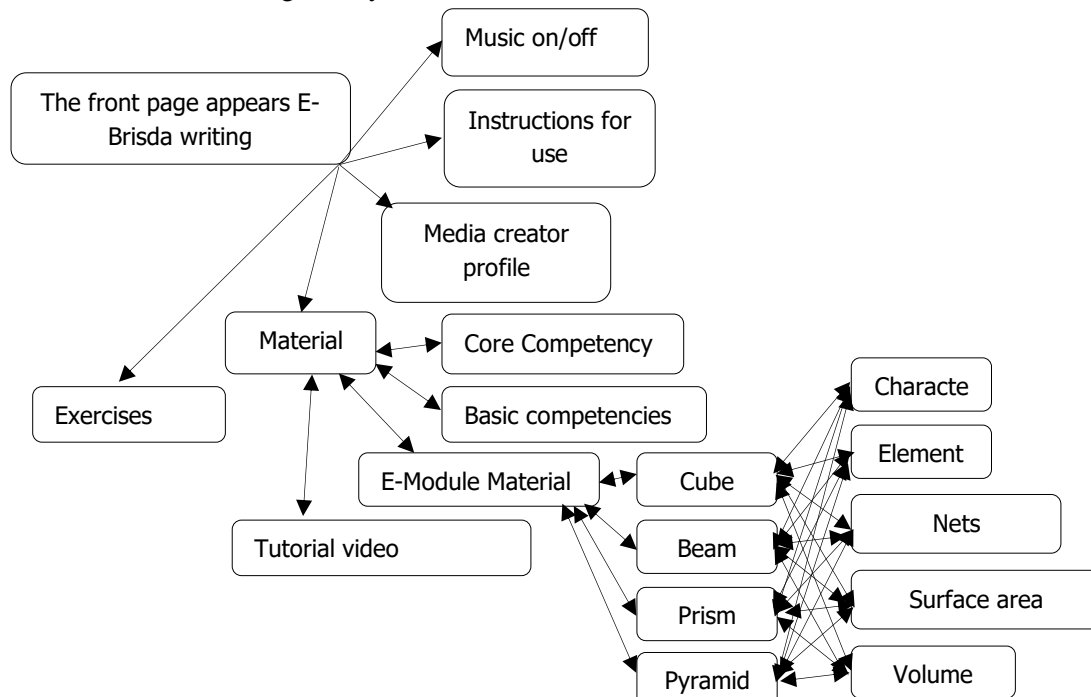 Music on/off
The front page appears E-
Brisda writing
Instructions for
use
Media creator
profile
Material
Core Competency
Exercises
Basic competencies
Characte
Element
E-Module Material
Cube
Nets
Tutorial video
Beam
Surface area
Prism
Pyramid
Volume